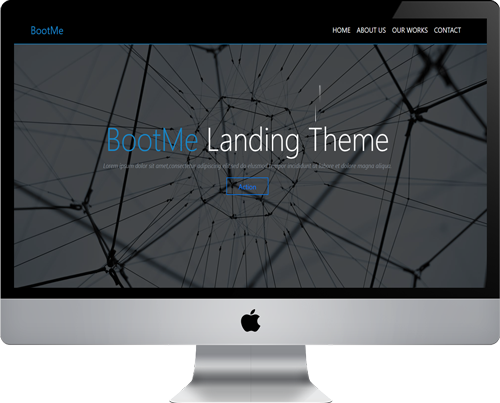 BootMe
HOME ABOUT US OUR WORKS CONTACT
BootMe Landing Theme
Lorem ipsum dolor sit amet,consectetur adipisicing elit,sed do eiusmod tempor incididunt ut labore et dolore magna aliqua.
Action